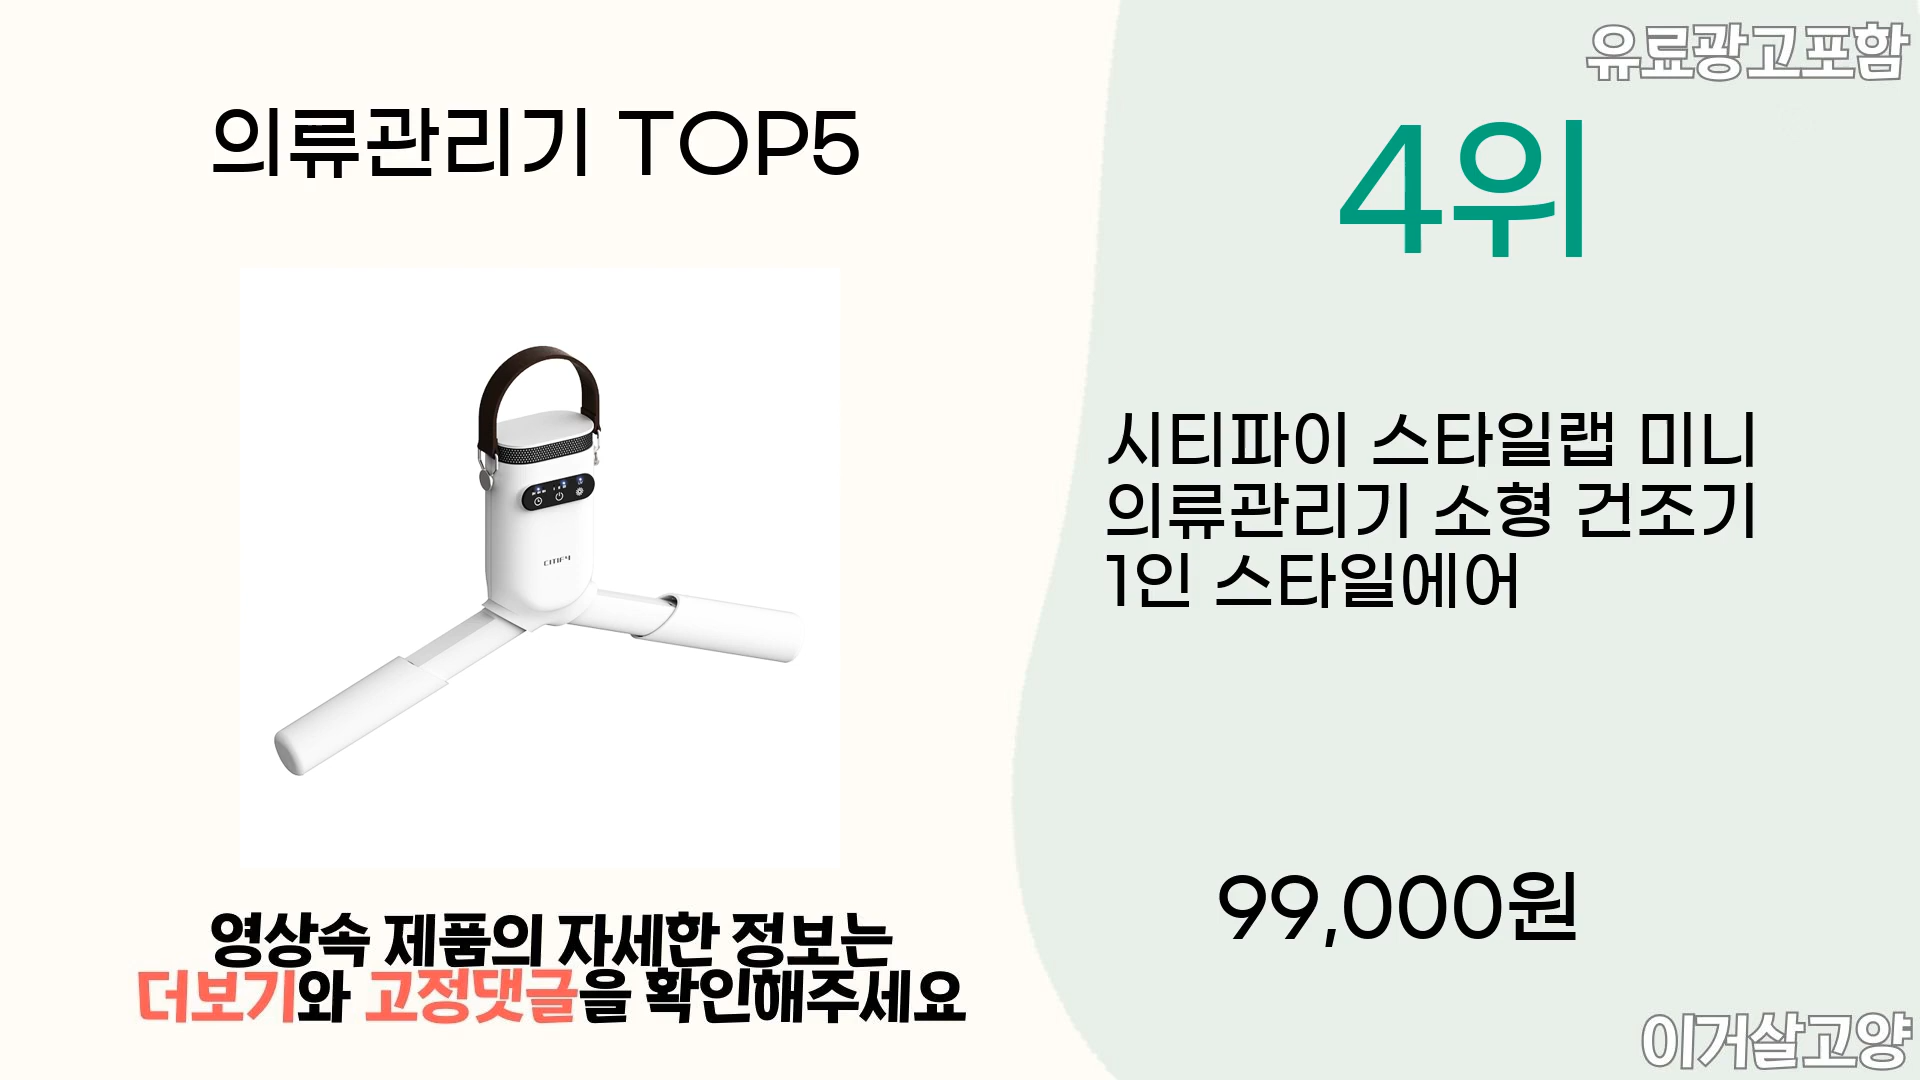 유료광고포함
의류관리기 TOP5
4위
시티파이 스타일랩 미니
의류관리기 소형 건조기
1인 스타일에어
CITIFY
99,000원
영상속 제품의 자세한 정보는
더보기와 고정댓글을 확인해주세요
이거살고양